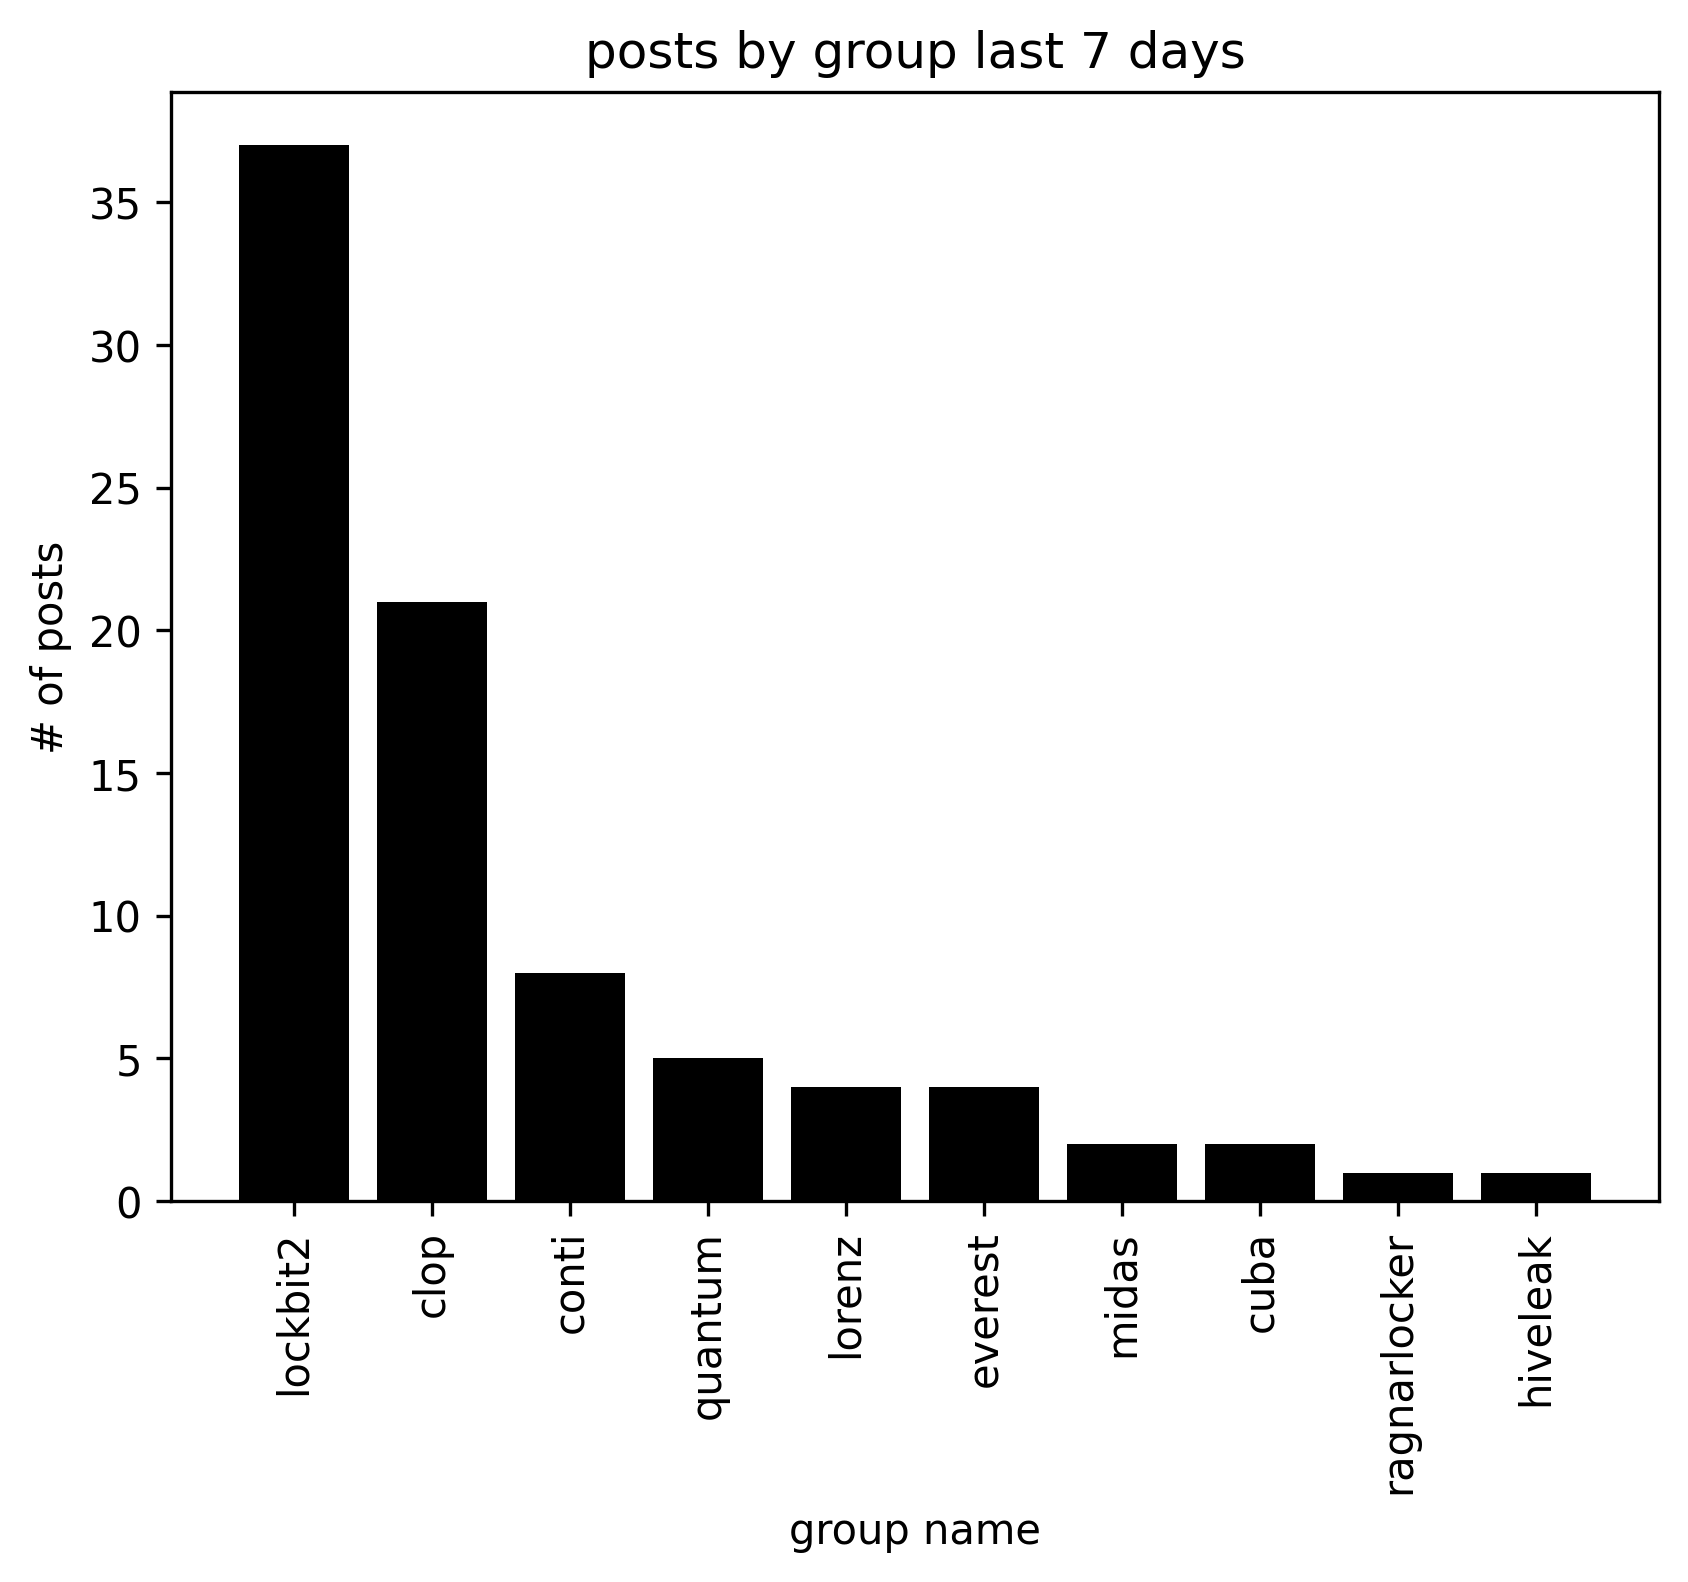 posts by group last 7 days
# of posts
35
30
25
20
15
10
5
0
lockbit2
clop
conti
quantum
lorenz
everest
midas
cuba
ragnarlocker
hiveleak
group name